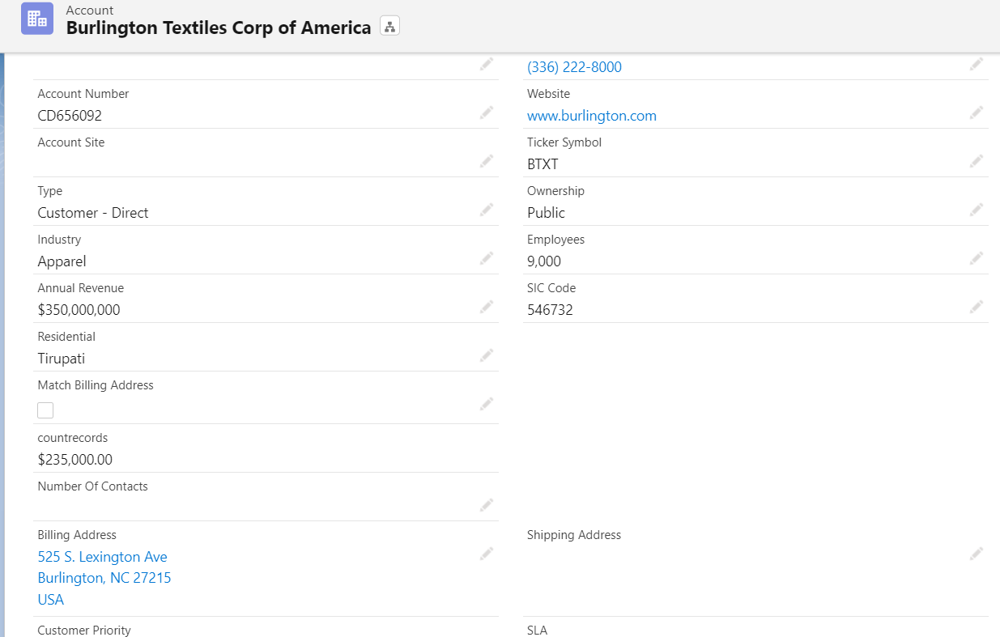 Account
Burlington Textiles Corp of America
(336) 222-8000
Account Number
CD656092
Website
www.burlington.com
Account Site
Ticker Symbol
BTXT
Type
Customer - Direct
Ownership
Public
Industry
Apparel
Employees
9,000
Annual Revenue
$350,000,000
SIC Code
546732
Residential
Tirupati
Match Billing Address
countrecords
$235,000.00
Number Of Contacts
Billing Address
525 S. Lexington Ave
Burlington, NC 27215
USA
Shipping Address
Customer Priority
SLA